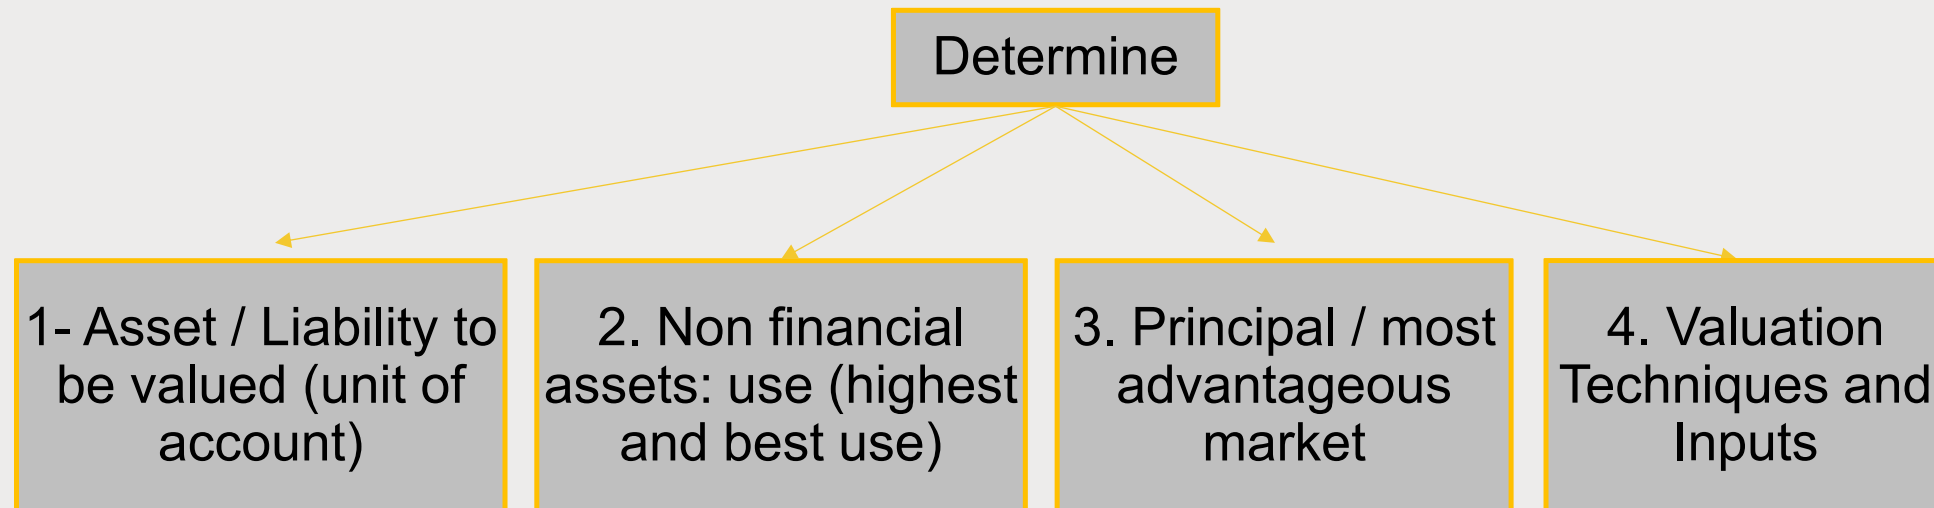 Determine
1- Asset / Liability to
be valued (unit of
account)
2. Non financial
assets: use (highest
and best use)
3. Principal / most
advantageous
market
4. Valuation
Techniques and
Inputs